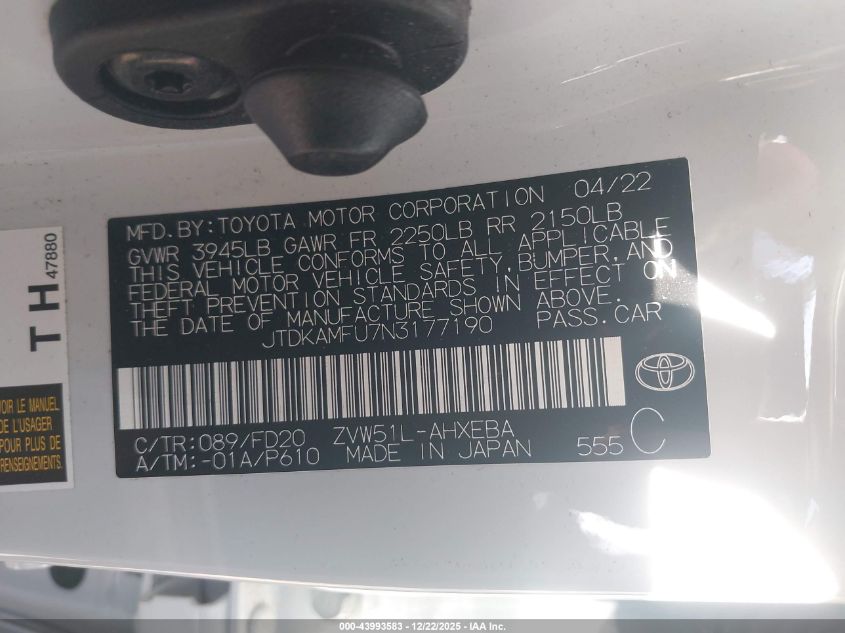 MFD. BY: TOYOTA MOTOR CORPORATION 04/22
GVWR 3945LB GAWR FR 2250LB RR 2150LB
THIS VEHICLE CONFORMS TO ALL APPLICABLE
FEDERAL MOTOR VEHICLE SAFETY, BUMPER, AND
THEFT PREVENTION STANDARDS IN EFFECT ON
THE DATE OF MANUFACTURE SHOWN ABOVE.
JTDKAMFU7N3177190 PASS. CAR
C/TR: 089/FD20 ZVW51L-AHXEBA
A/TM: -01A/P610 MADE IN JAPAN 555 C
TH
47880
VOIR LE MANUEL
DE L'USAGER
POUR PLUS DE
RENSEIGNEMENTS.
000-43993583 - 12/22/2025 - IAA Inc.